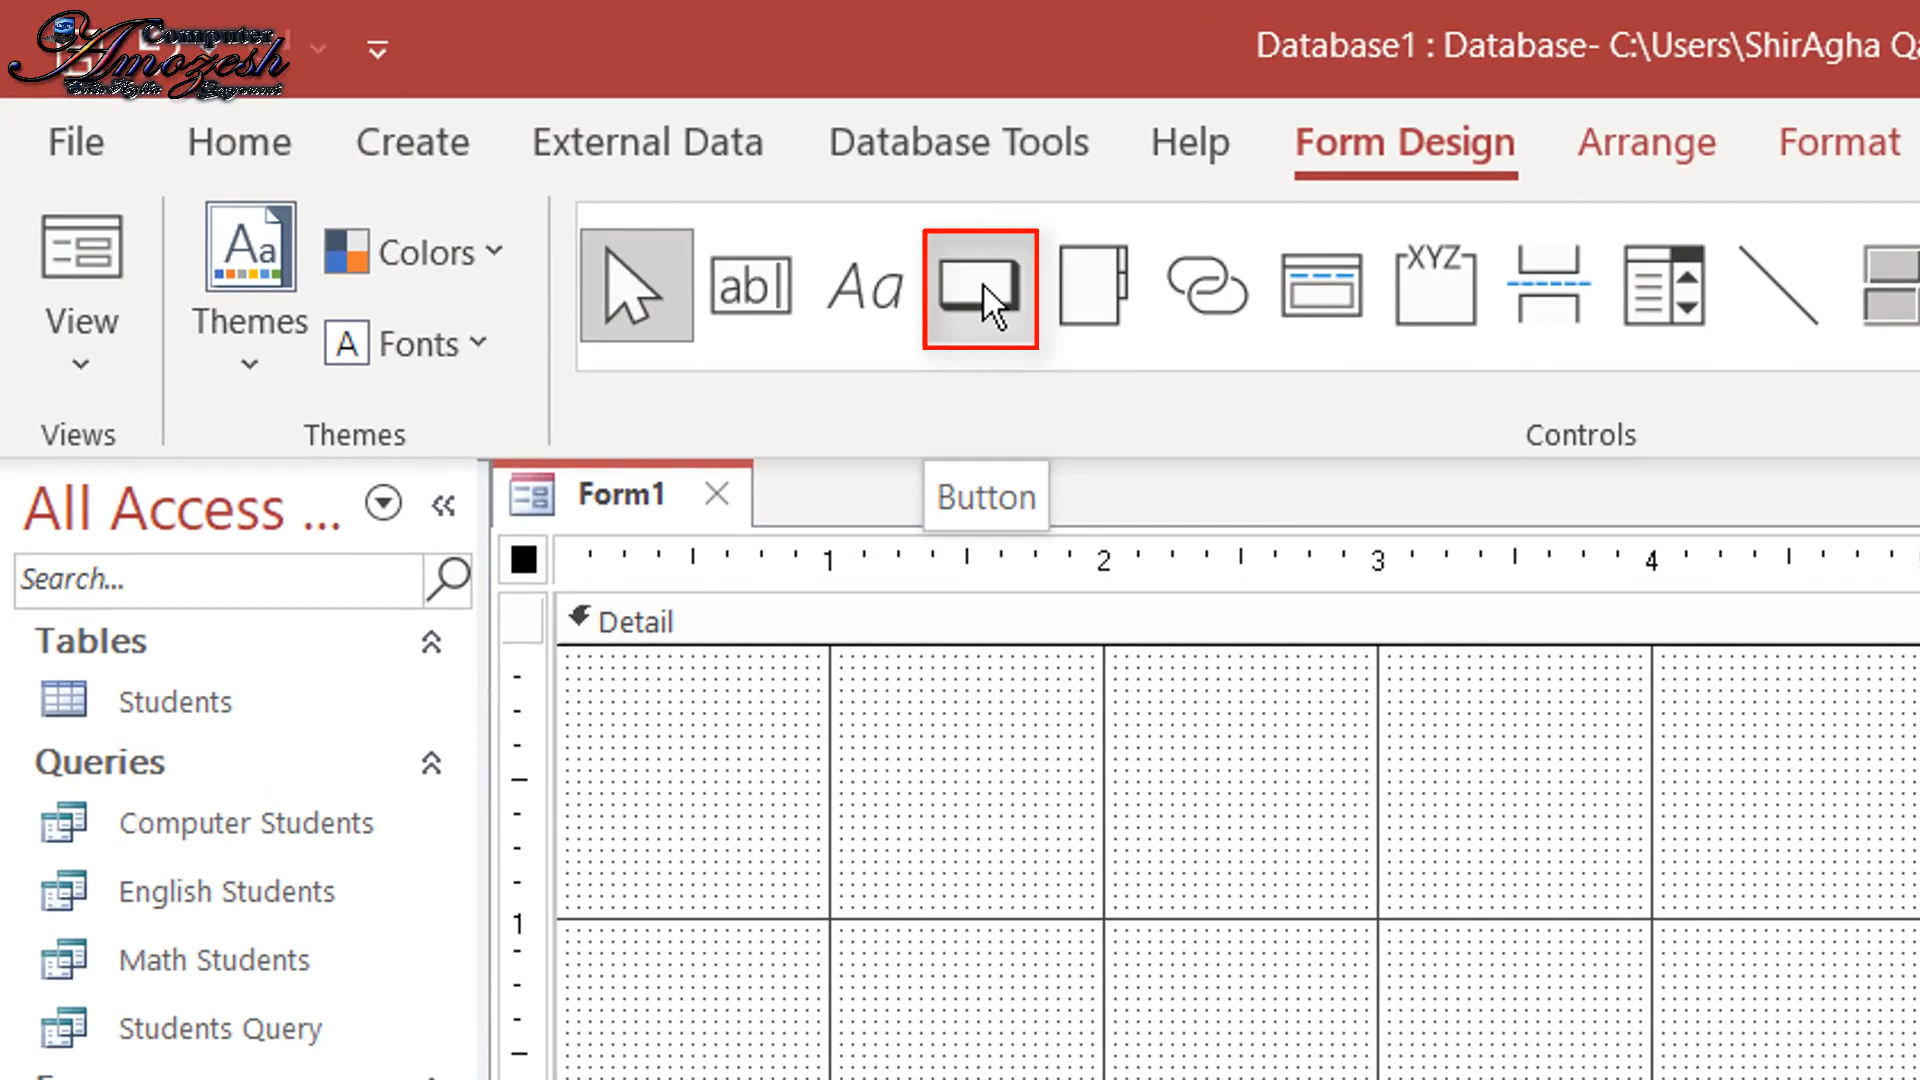 Computer
Amozesh
Database1 : Database- C:\Users\ShirAgha Qa
File Home Create External Data Database Tools Help Form Design Arrange Format
Aa ab Aa XYZ
Colors
View Themes
A Fonts
Views Themes Controls
All Access ...
Form1
Button
Search...
1 2 3 4
Detail
Tables
Students
Queries
Computer Students
English Students
1
Math Students
Students Query